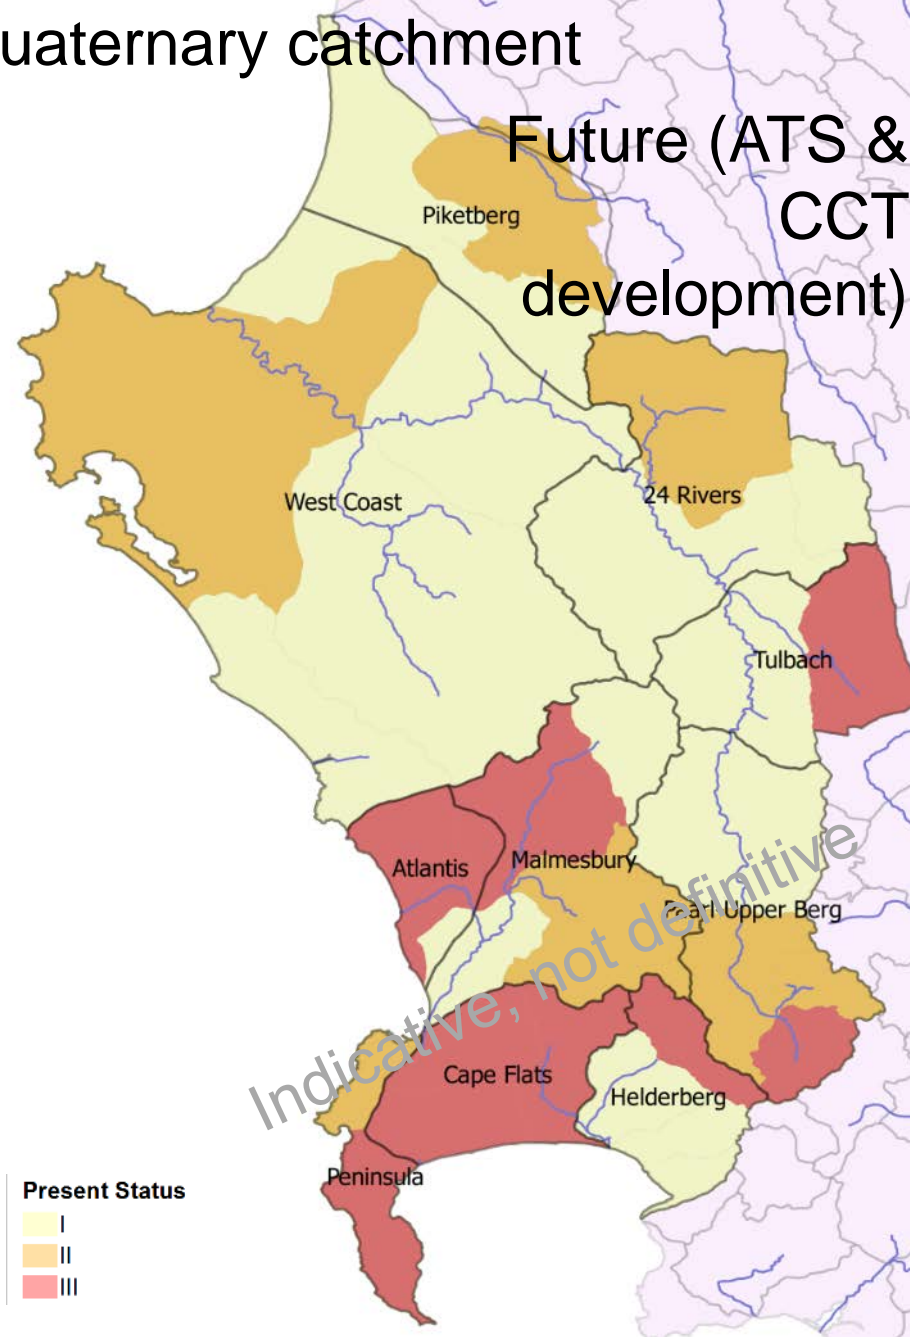 uaternary catchment
Future (ATS &
CCT
development)
Piketberg
West Coast
24 Rivers
Tulbach
Atlantis
Malmesbury
Paarl Upper Berg
Indicative, not definitive
Cape Flats
Helderberg
Peninsula
Present Status
I
II
III